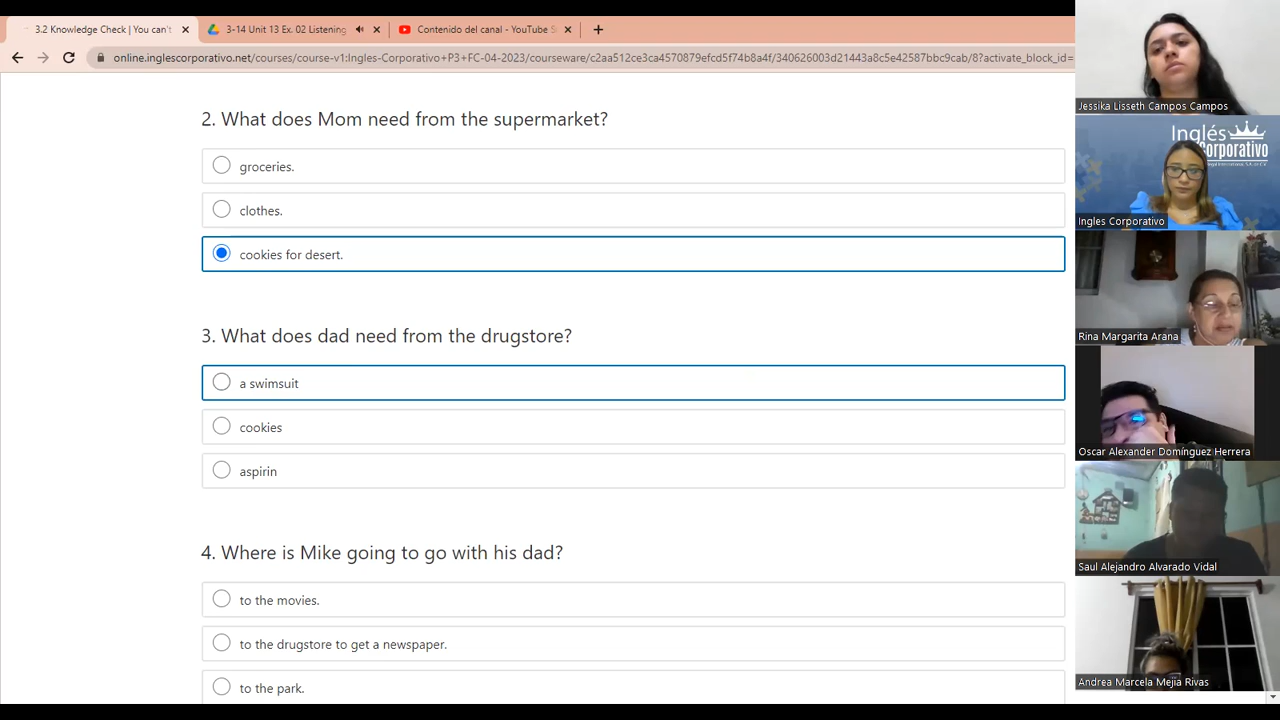 3.2 Knowledge Check | You can't
3-14 Unit 13 Ex. 02 Listening
Contenido del canal - YouTube S
online.inglescorporativo.net/courses/course-v1:Ingles-Corporativo+P3+FC-04-2023/courseware/c2aa512ce3ca4570879efcd5f74b8a4f/340626003d21443a8c5e42587bbc9cab/8?activate_block_id=
2. What does Mom need from the supermarket?
groceries.
clothes.
cookies for desert.
3. What does dad need from the drugstore?
a swimsuit
cookies
aspirin
4. Where is Mike going to go with his dad?
to the movies.
to the drugstore to get a newspaper.
to the park.
Jessika Lisseth Campos Campos
Inglés
Corporativo
Ingles Corporativo
Rina Margarita Arana
Oscar Alexander Domínguez Herrera
Saul Alejandro Alvarado Vidal
Andrea Marcela Mejia Rivas